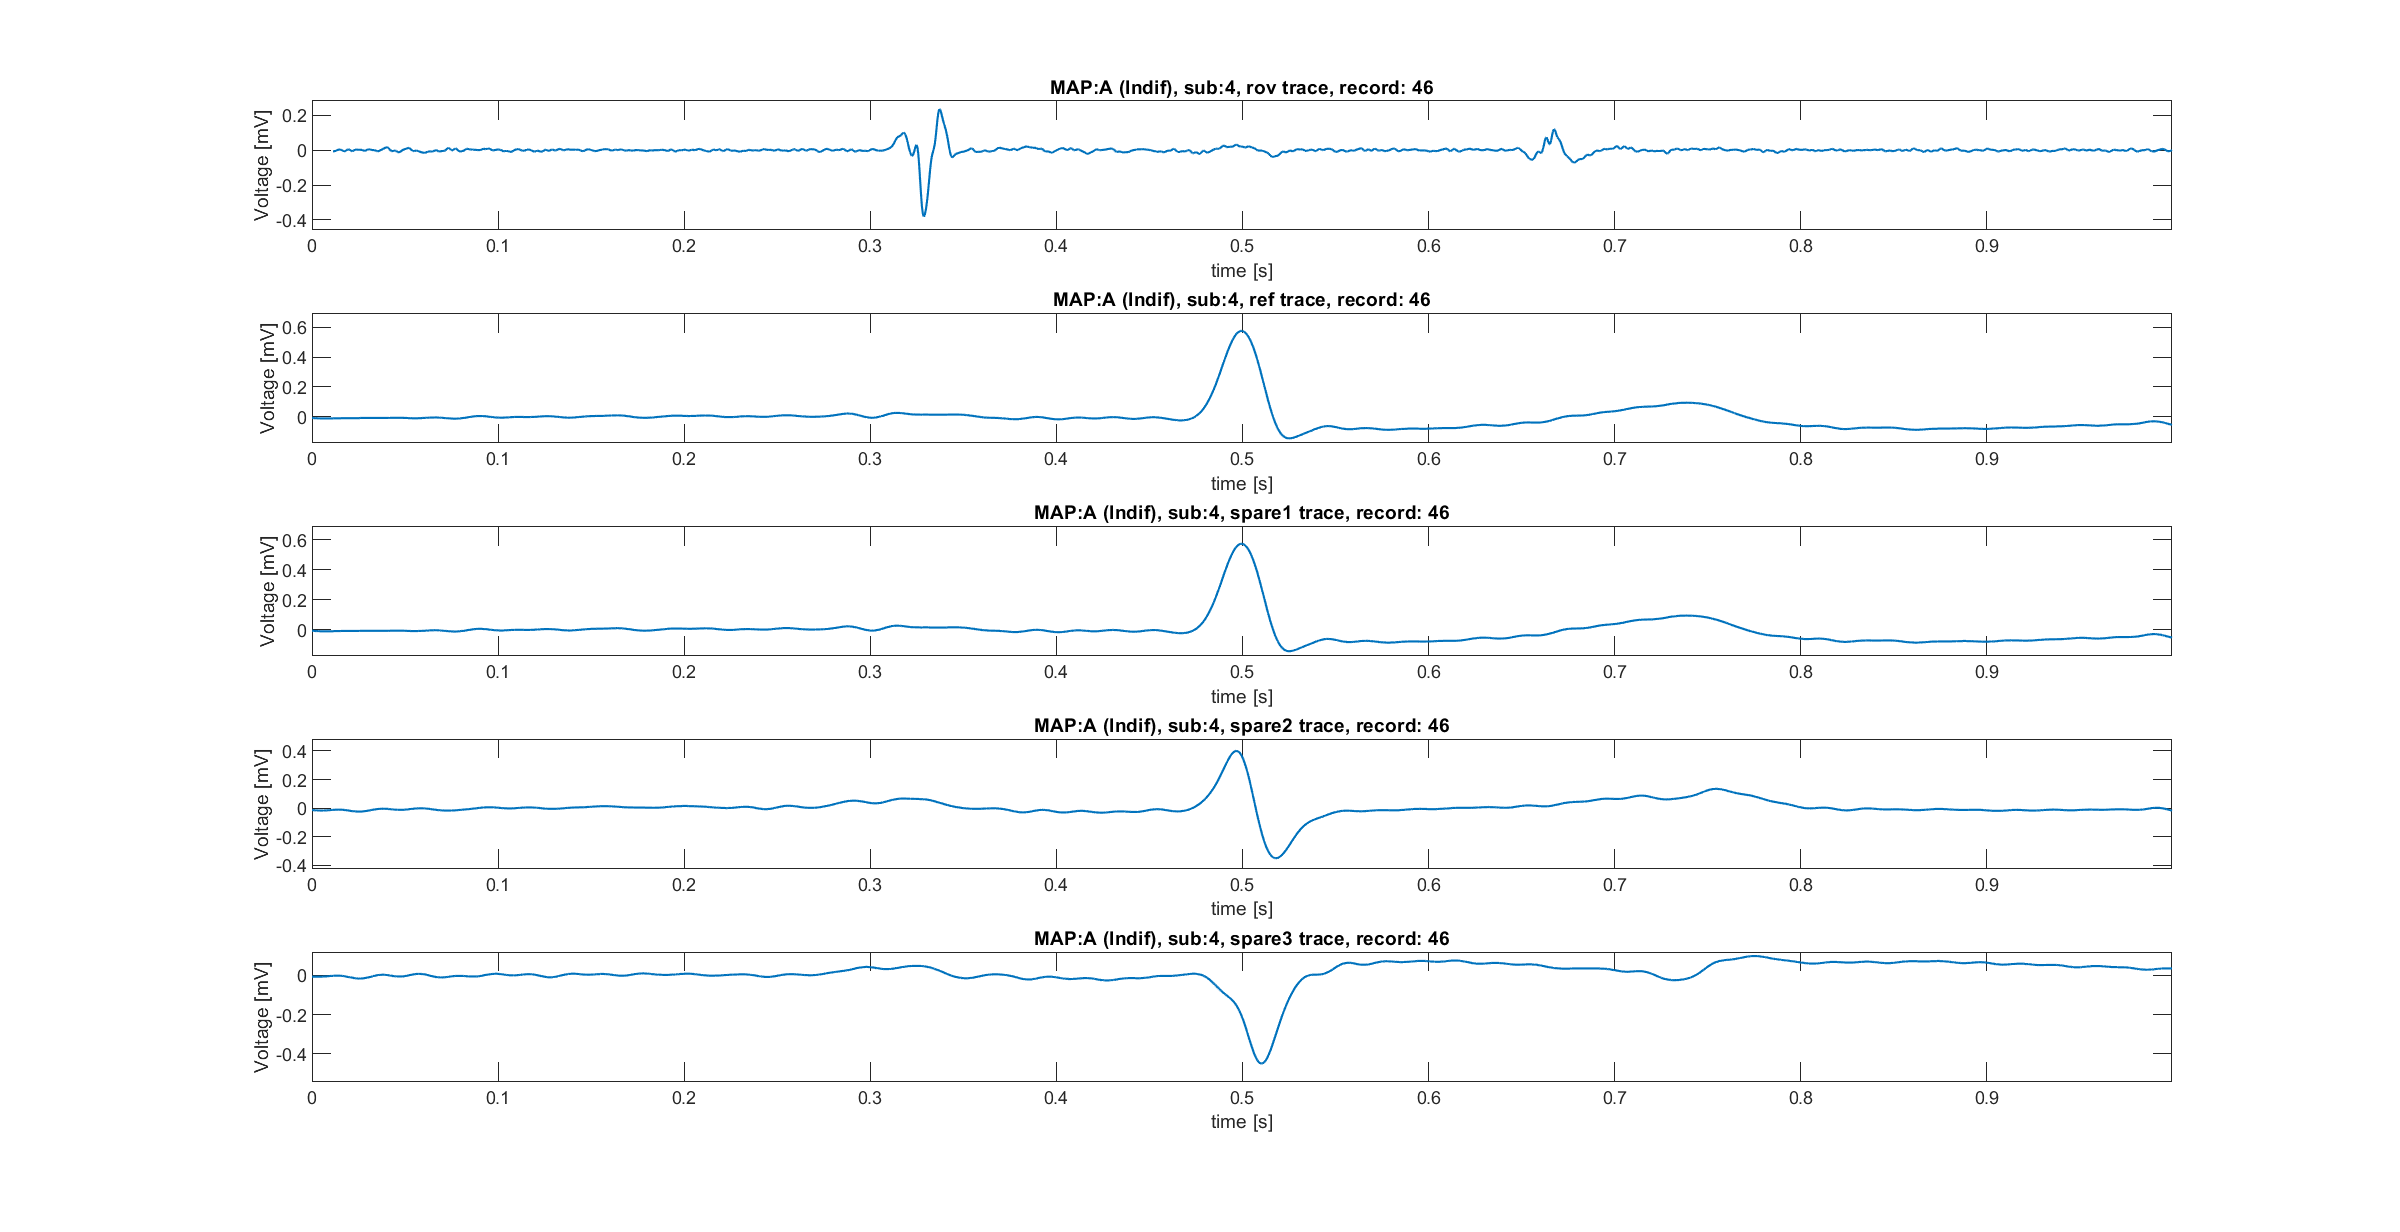 MAP:A (Indif), sub:4, rov trace, record: 46
Voltage [mV]
0.2
0
-0.2
-0.4
0 0.1 0.2 0.3 0.4 0.5 0.6 0.7 0.8 0.9
time [s]
MAP:A (Indif), sub:4, ref trace, record: 46
Voltage [mV]
0.6
0.4
0.2
0
0 0.1 0.2 0.3 0.4 0.5 0.6 0.7 0.8 0.9
time [s]
MAP:A (Indif), sub:4, spare1 trace, record: 46
Voltage [mV]
0.6
0.4
0.2
0
0 0.1 0.2 0.3 0.4 0.5 0.6 0.7 0.8 0.9
time [s]
MAP:A (Indif), sub:4, spare2 trace, record: 46
Voltage [mV]
0.4
0.2
0
-0.2
-0.4
0 0.1 0.2 0.3 0.4 0.5 0.6 0.7 0.8 0.9
time [s]
MAP:A (Indif), sub:4, spare3 trace, record: 46
Voltage [mV]
0
-0.2
-0.4
0 0.1 0.2 0.3 0.4 0.5 0.6 0.7 0.8 0.9
time [s]